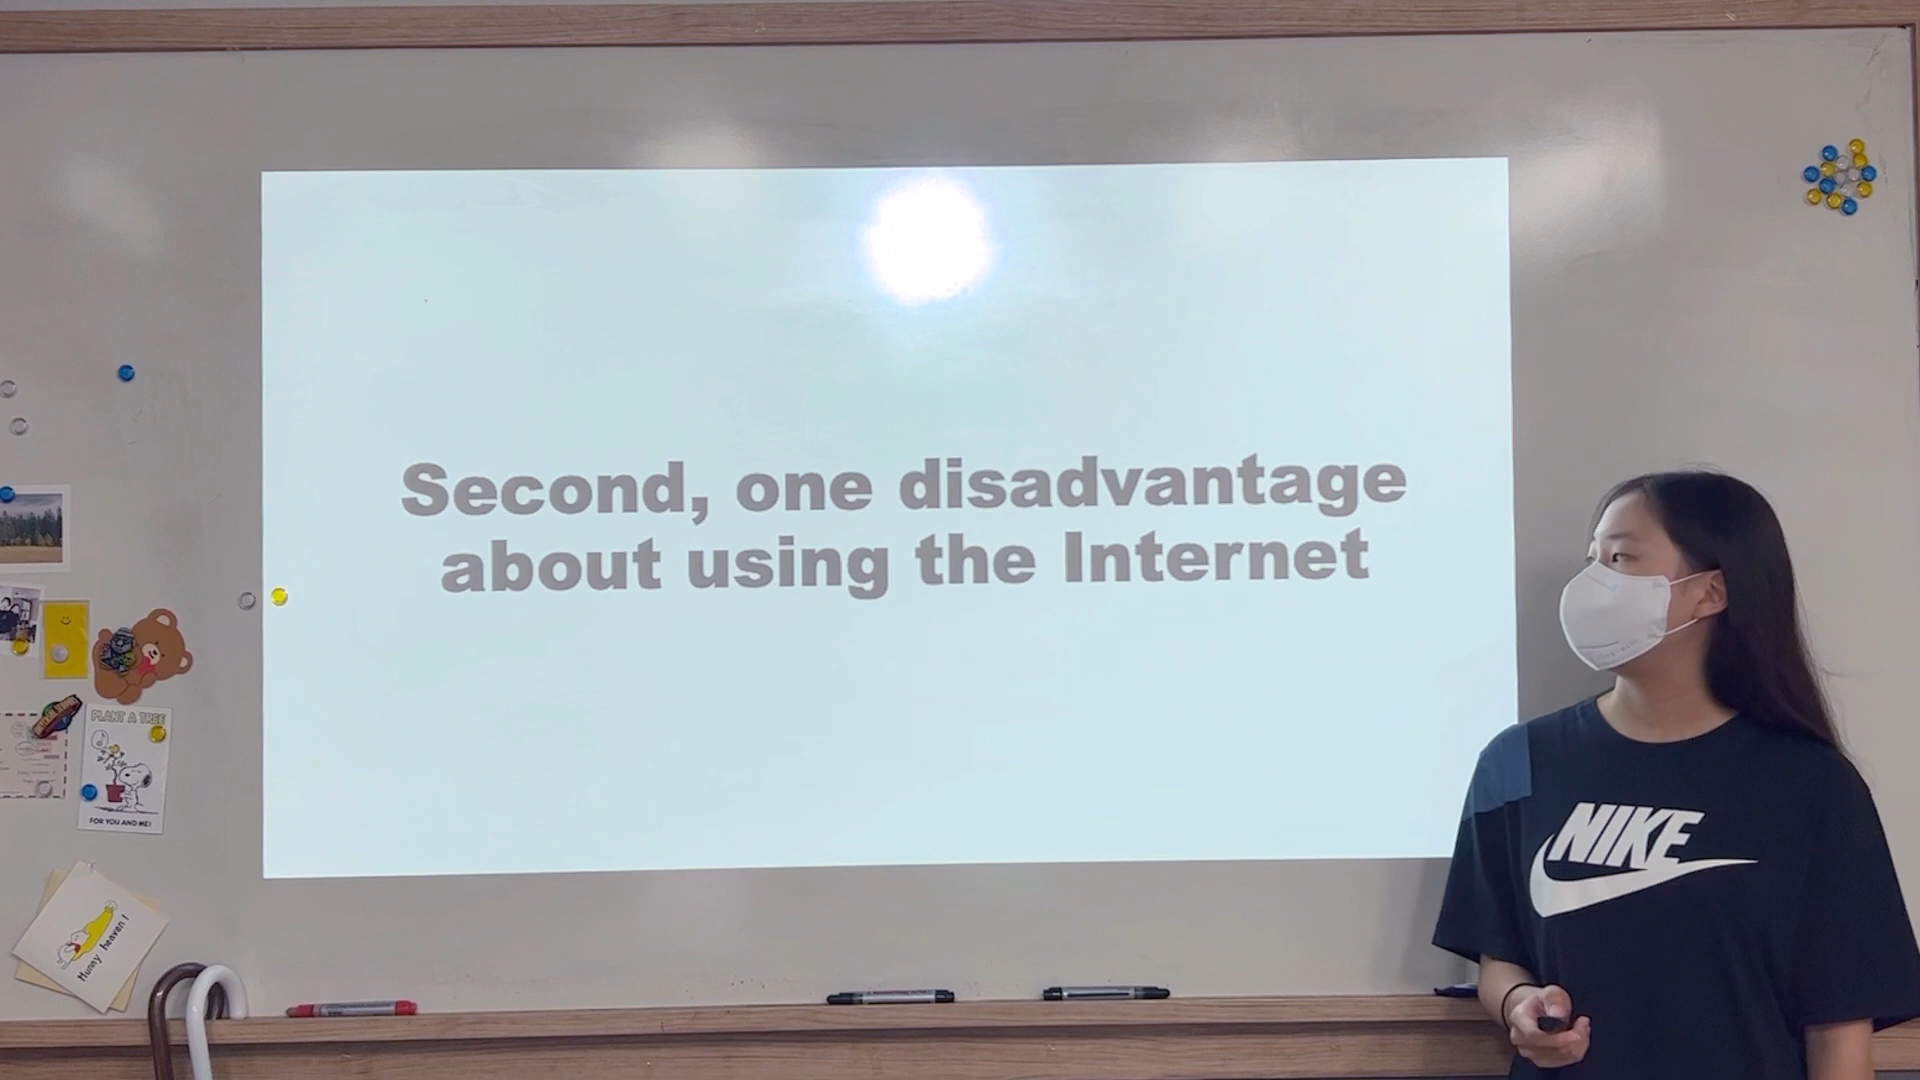 Second, one disadvantage
about using the Internet
NIKE
PLANT A TREE
FOR YOU AND ME!
Hunny heaven!